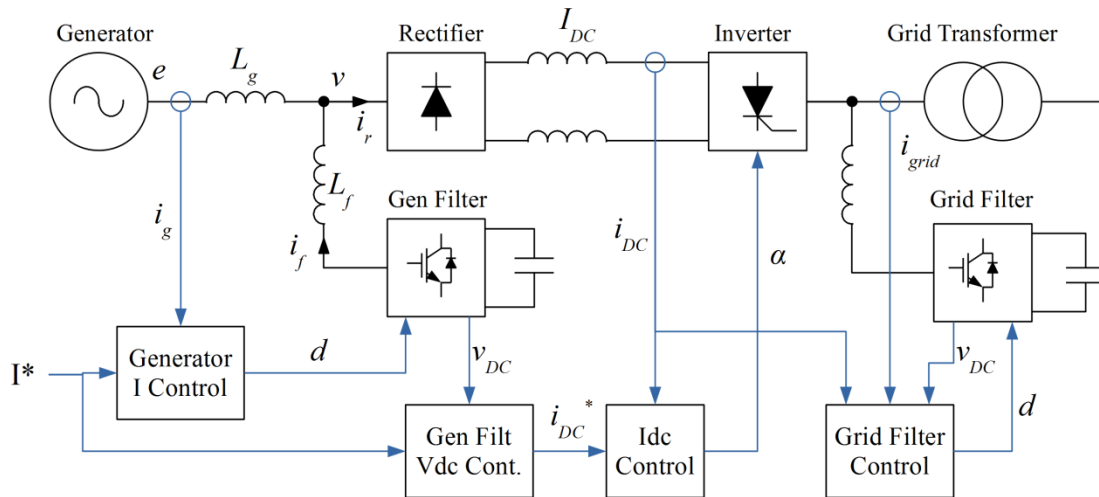 Generator
Rectifier
I_DC
Inverter
Grid Transformer
e
L_g
v
i_r
i_grid
L_f
Gen Filter
Grid Filter
i_g
i_f
i_DC
α
I*
Generator
I Control
d
v_DC
v_DC
d
Gen Filt
Vdc Cont.
i_DC*
Idc
Control
Grid Filter
Control